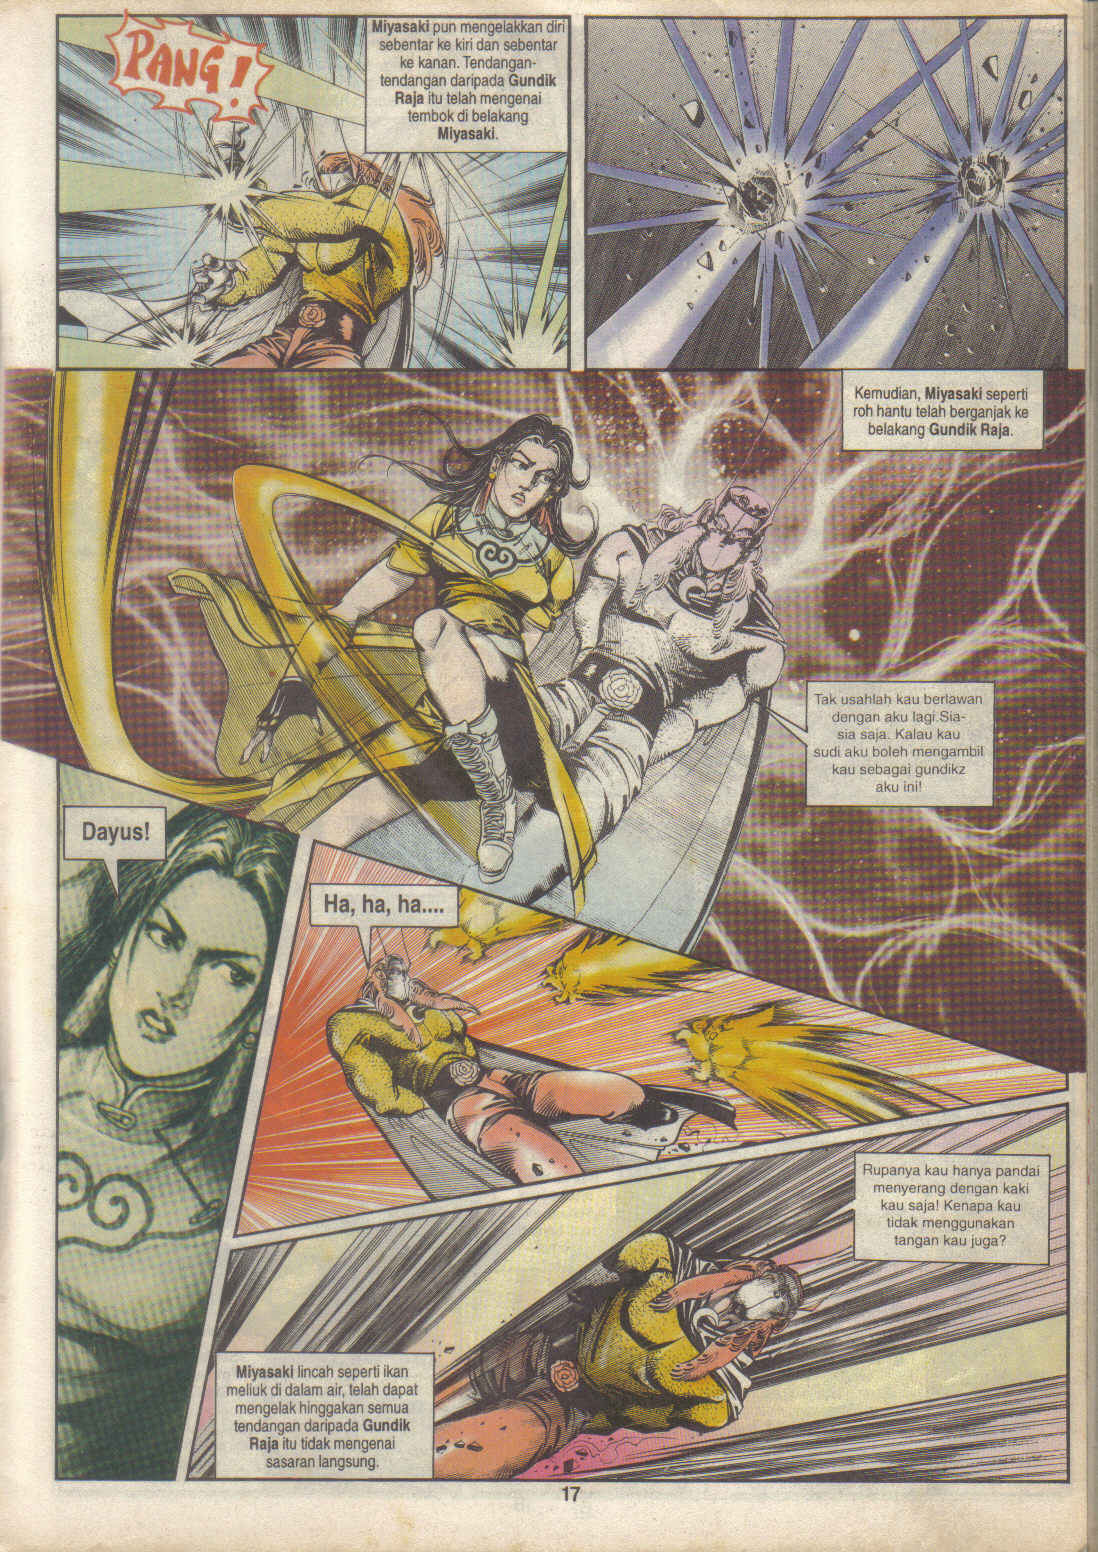 PANG!
Miyasaki pun mengelakkan diri
sebentar ke kiri dan sebentar
ke kanan. Tendangan-
tendangan daripada Gundik
Raja itu telah mengenai
tembok di belakang
Miyasaki.
Kemudian, Miyasaki seperti
roh hantu telah berganjak ke
belakang Gundik Raja.
Tak usahlah kau berlawan
dengan aku lagi.Sia-
sia saja. Kalau kau
sudi aku boleh mengambil
kau sebagai gundikz
aku ini!
Dayus!
Ha, ha, ha....
Rupanya kau hanya pandai
menyerang dengan kaki
kau saja! Kenapa kau
tidak menggunakan
tangan kau juga?
Miyasaki lincah seperti ikan
meliuk di dalam air, telah dapat
mengelak hinggakan semua
tendangan daripada Gundik
Raja itu tidak mengenai
sasaran langsung.
17